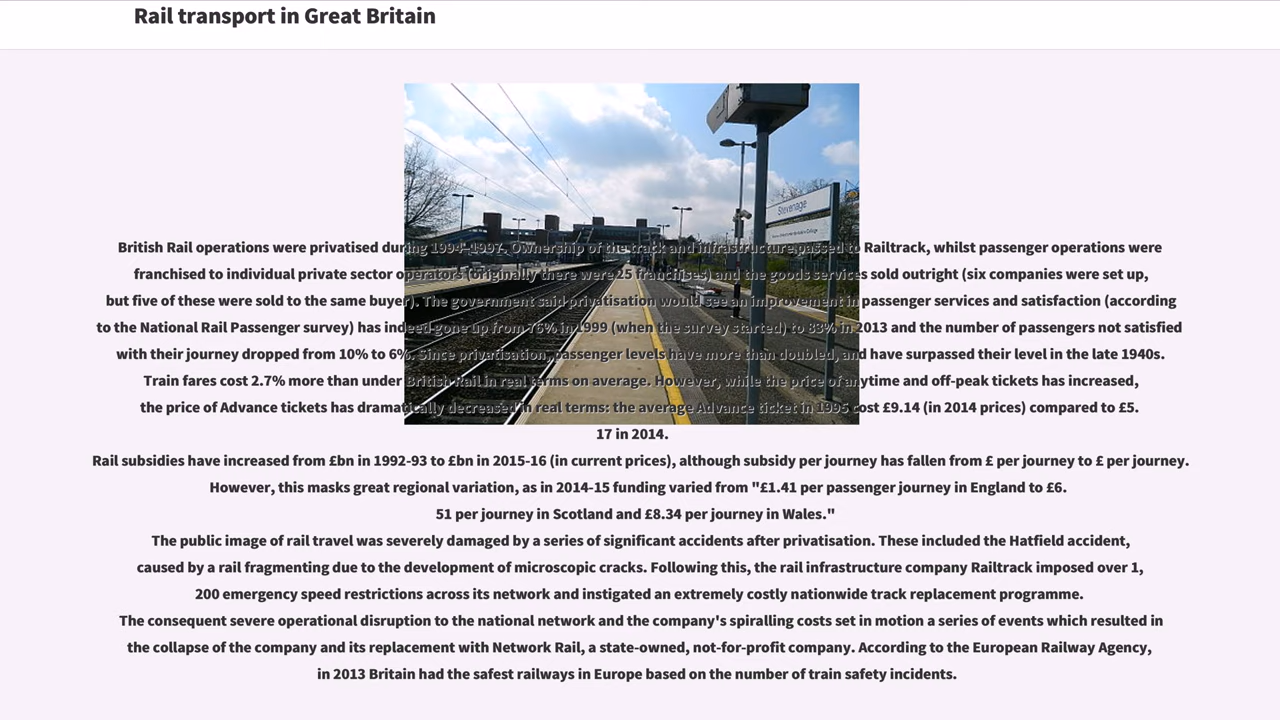 Rail transport in Great Britain
Stevenage
British Rail operations were privatised during 1994–1997. Ownership of the track and infrastructure passed to Railtrack, whilst passenger operations were
franchised to individual private sector operators (originally there were 25 franchises) and the goods services sold outright (six companies were set up,
but five of these were sold to the same buyer). The government said privatisation would see an improvement in passenger services and satisfaction (according
to the National Rail Passenger survey) has indeed gone up from 76% in 1999 (when the survey started) to 83% in 2013 and the number of passengers not satisfied
with their journey dropped from 10% to 6%. Since privatisation, passenger levels have more than doubled, and have surpassed their level in the late 1940s.
Train fares cost 2.7% more than under British Rail in real terms on average. However, while the price of anytime and off-peak tickets has increased,
the price of Advance tickets has dramatically decreased in real terms: the average Advance ticket in 1995 cost £9.14 (in 2014 prices) compared to £5.
17 in 2014.
Rail subsidies have increased from £bn in 1992-93 to £bn in 2015-16 (in current prices), although subsidy per journey has fallen from £ per journey to £ per journey.
However, this masks great regional variation, as in 2014-15 funding varied from "£1.41 per passenger journey in England to £6.
51 per journey in Scotland and £8.34 per journey in Wales."
The public image of rail travel was severely damaged by a series of significant accidents after privatisation. These included the Hatfield accident,
caused by a rail fragmenting due to the development of microscopic cracks. Following this, the rail infrastructure company Railtrack imposed over 1,
200 emergency speed restrictions across its network and instigated an extremely costly nationwide track replacement programme.
The consequent severe operational disruption to the national network and the company's spiralling costs set in motion a series of events which resulted in
the collapse of the company and its replacement with Network Rail, a state-owned, not-for-profit company. According to the European Railway Agency,
in 2013 Britain had the safest railways in Europe based on the number of train safety incidents.